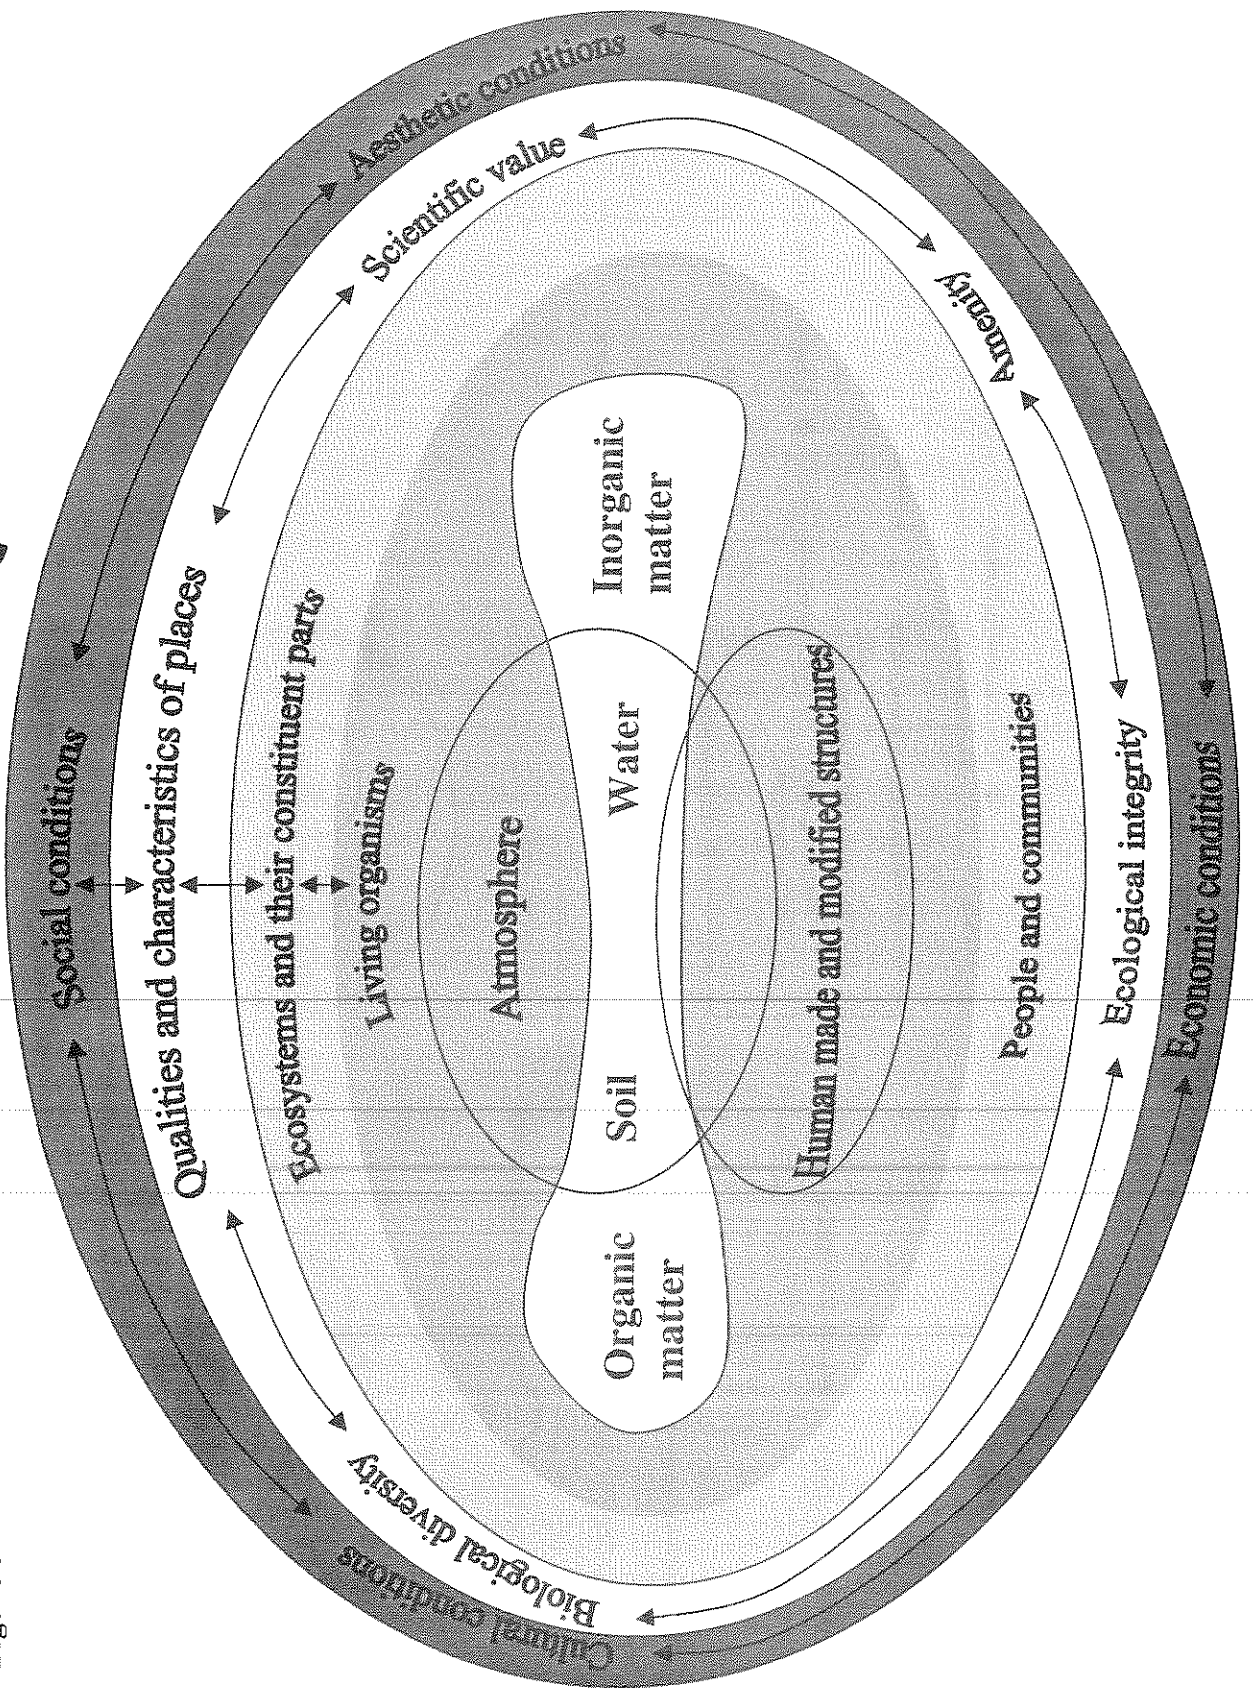 Social conditions
Qualities and characteristics of places
Ecosystems and their constituent parts
Living organisms
Atmosphere
Organic
matter
Soil
Water
Inorganic
matter
Human made and modified structures
People and communities
Ecological integrity
Economic conditions
Cultural conditions
Biological diversity
Scientific value
Aesthetic conditions
Amenity